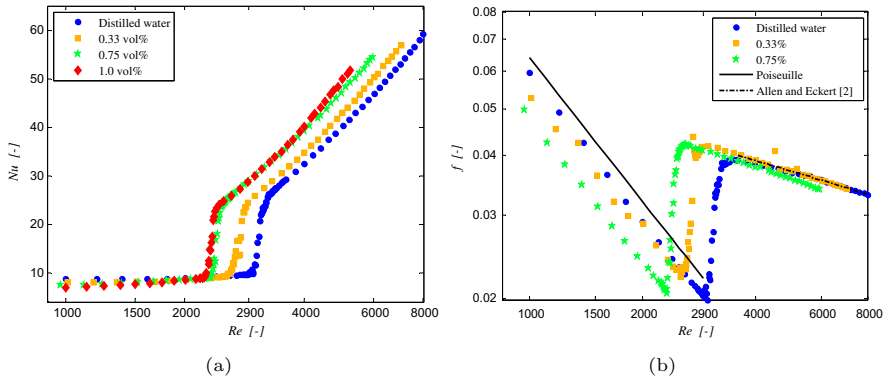 60
50
40
30
20
10
Nu [-]
1000
2000
2900
4000
6000
8000
Re [-]
Distilled water
0.33 vol%
0.75 vol%
1.0 vol%
(a)
0.08
0.07
0.06
0.05
0.04
0.03
0.02
f [-]
1000
1500
2000
2900
4000
6000
8000
Re [-]
Distilled water
0.33%
0.75%
Poiseuille
Allen and Eckert [2]
(b)